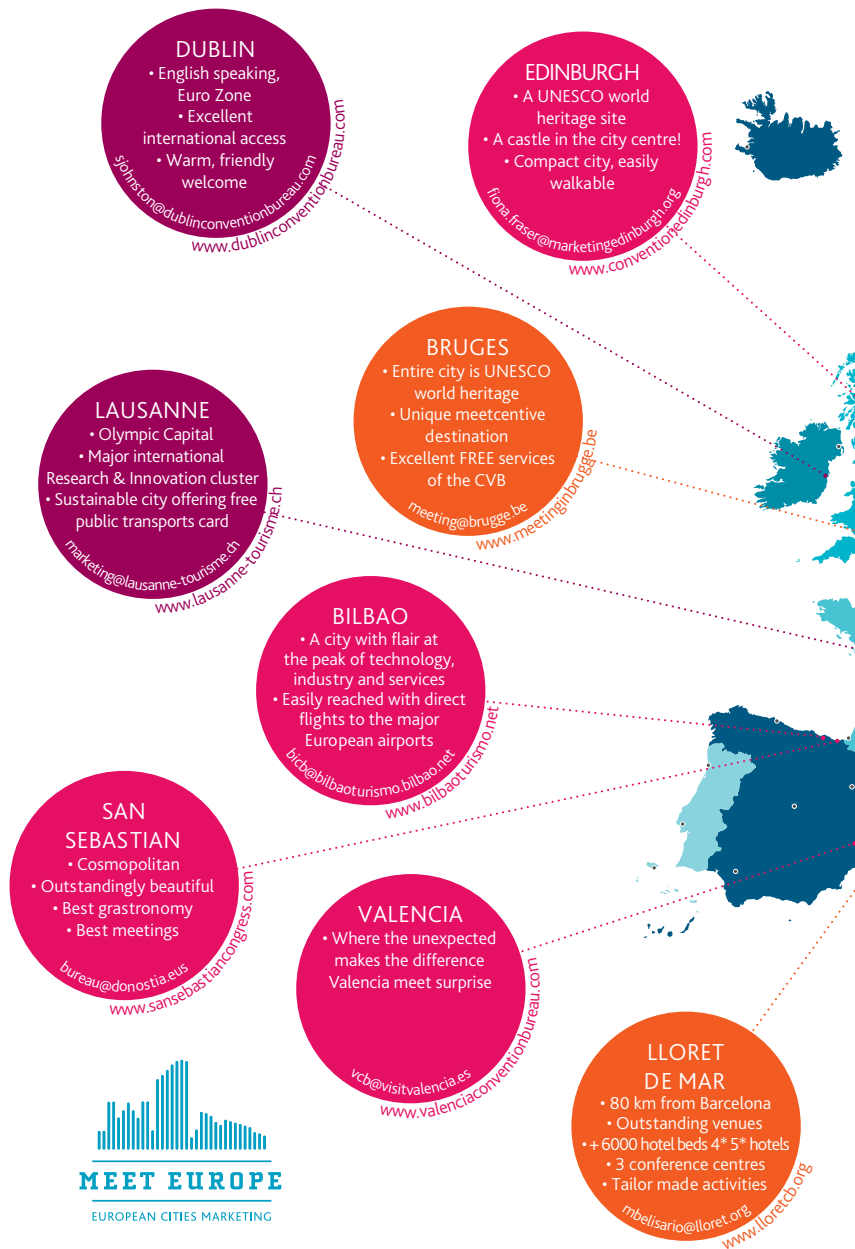 DUBLIN
• English speaking,
Euro Zone
• Excellent
international access
• Warm, friendly
welcome
sjohnston@dublinconventionbureau.com
www.dublinconventionbureau.com
EDINBURGH
• A UNESCO world
heritage site
• A castle in the city centre!
• Compact city, easily
walkable
fiona.fraser@marketingedinburgh.org
www.conventionedinburgh.com
BRUGES
• Entire city is UNESCO
world heritage
• Unique meetcentive
destination
• Excellent FREE services
of the CVB
meeting@brugge.be
www.meetinginbrugge.be
LAUSANNE
• Olympic Capital
• Major international
Research & Innovation cluster
• Sustainable city offering free
public transports card
marketing@lausanne-tourisme.ch
www.lausanne-tourisme.ch
BILBAO
• A city with flair at
the peak of technology,
industry and services
• Easily reached with direct
flights to the major
European airports
bicb@bilbaoturismo.bilbao.net
www.bilbaoturismo.net
SAN
SEBASTIAN
• Cosmopolitan
• Outstandingly beautiful
• Best grastronomy
• Best meetings
bureau@donostia.eus
www.sansebastiancongress.com
VALENCIA
• Where the unexpected
makes the difference
Valencia meet surprise
vcb@visitvalencia.es
www.valenciaconventionbureau.com
LLORET
DE MAR
• 80 km from Barcelona
• Outstanding venues
• + 6000 hotel beds 4* 5* hotels
• 3 conference centres
• Tailor made activities
mbelisario@lloret.org
www.lloretcb.org
MEET EUROPE
EUROPEAN CITIES MARKETING